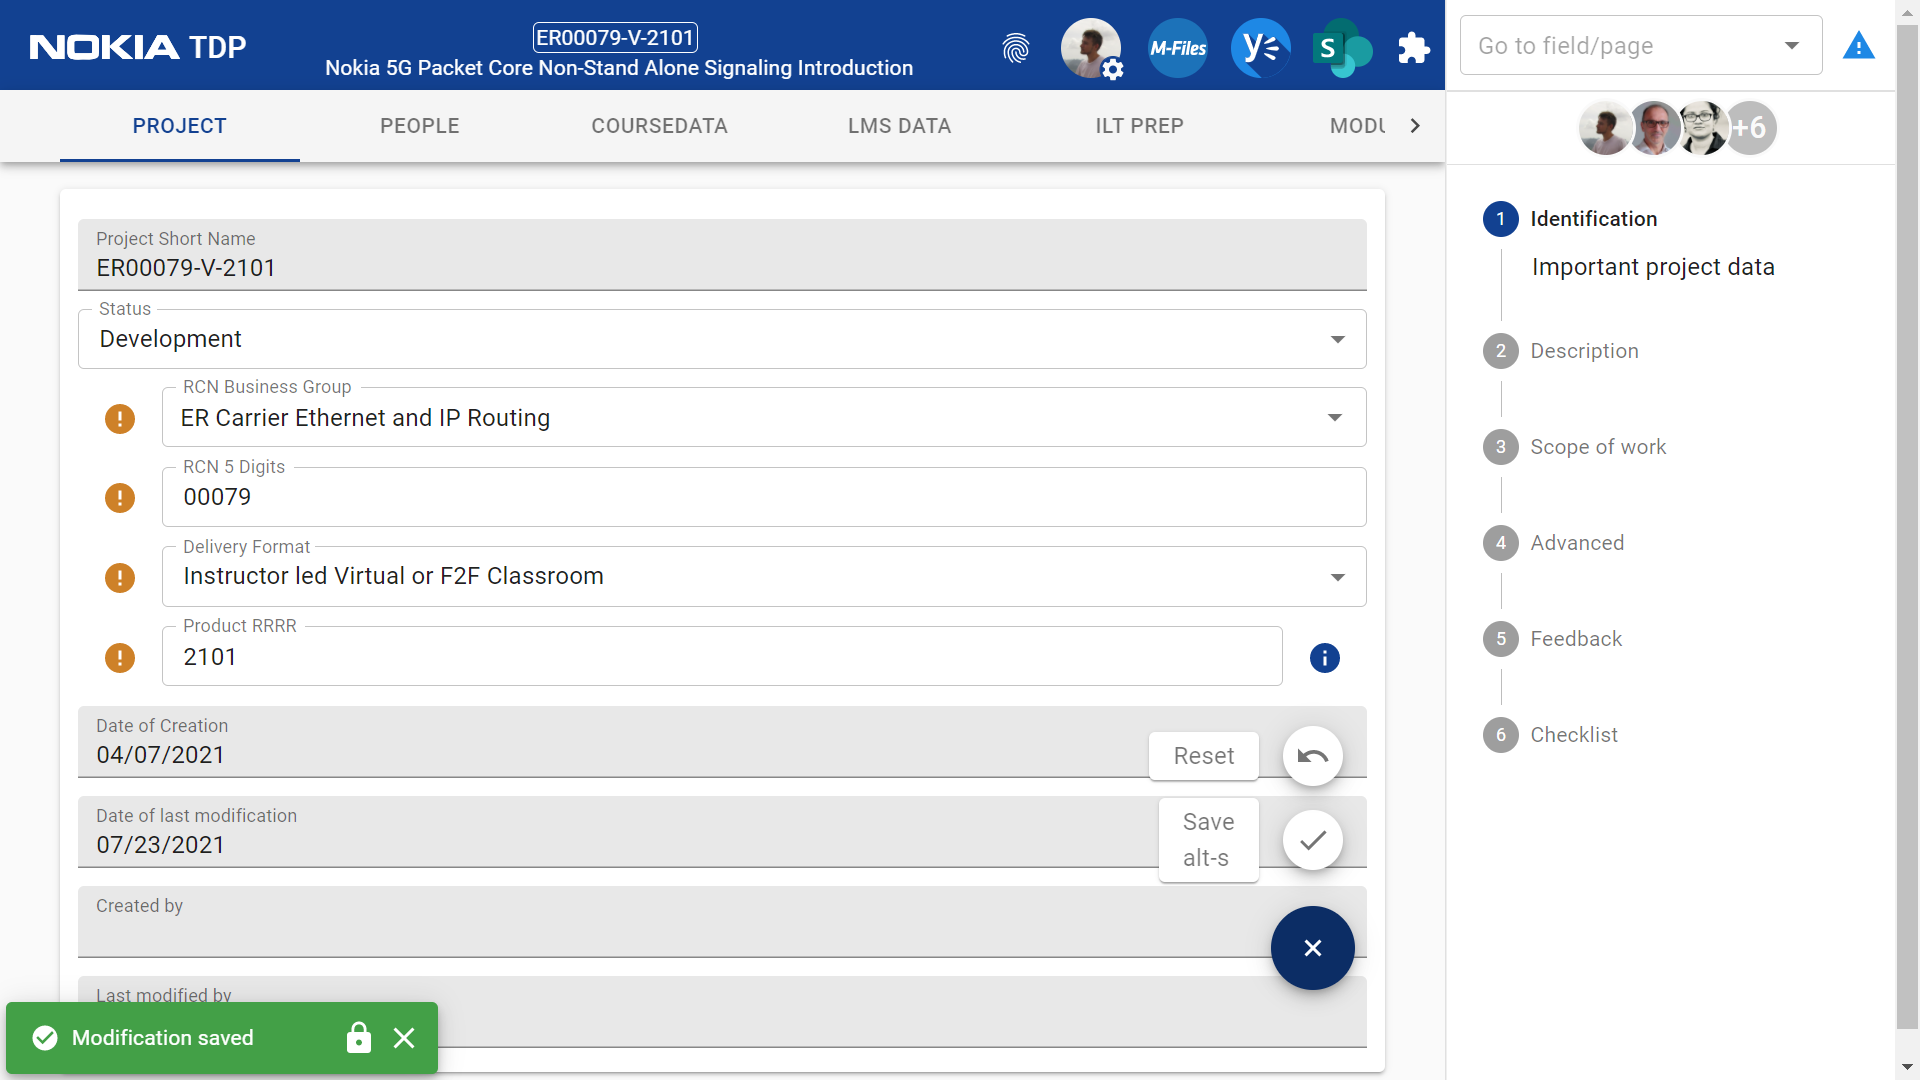 NOKIA TDP
ER00079-V-2101
Nokia 5G Packet Core Non-Stand Alone Signaling Introduction
M-Files
S
Go to field/page
PROJECT
PEOPLE
COURSEDATA
LMS DATA
ILT PREP
MODU
+6
Project Short Name
ER00079-V-2101
Status
Development
RCN Business Group
ER Carrier Ethernet and IP Routing
RCN 5 Digits
00079
Delivery Format
Instructor led Virtual or F2F Classroom
Product RRRR
2101
Date of Creation
04/07/2021
Reset
Date of last modification
07/23/2021
Save
alt-s
Created by
Last modified by
Modification saved
1 Identification
Important project data
2 Description
3 Scope of work
4 Advanced
5 Feedback
6 Checklist